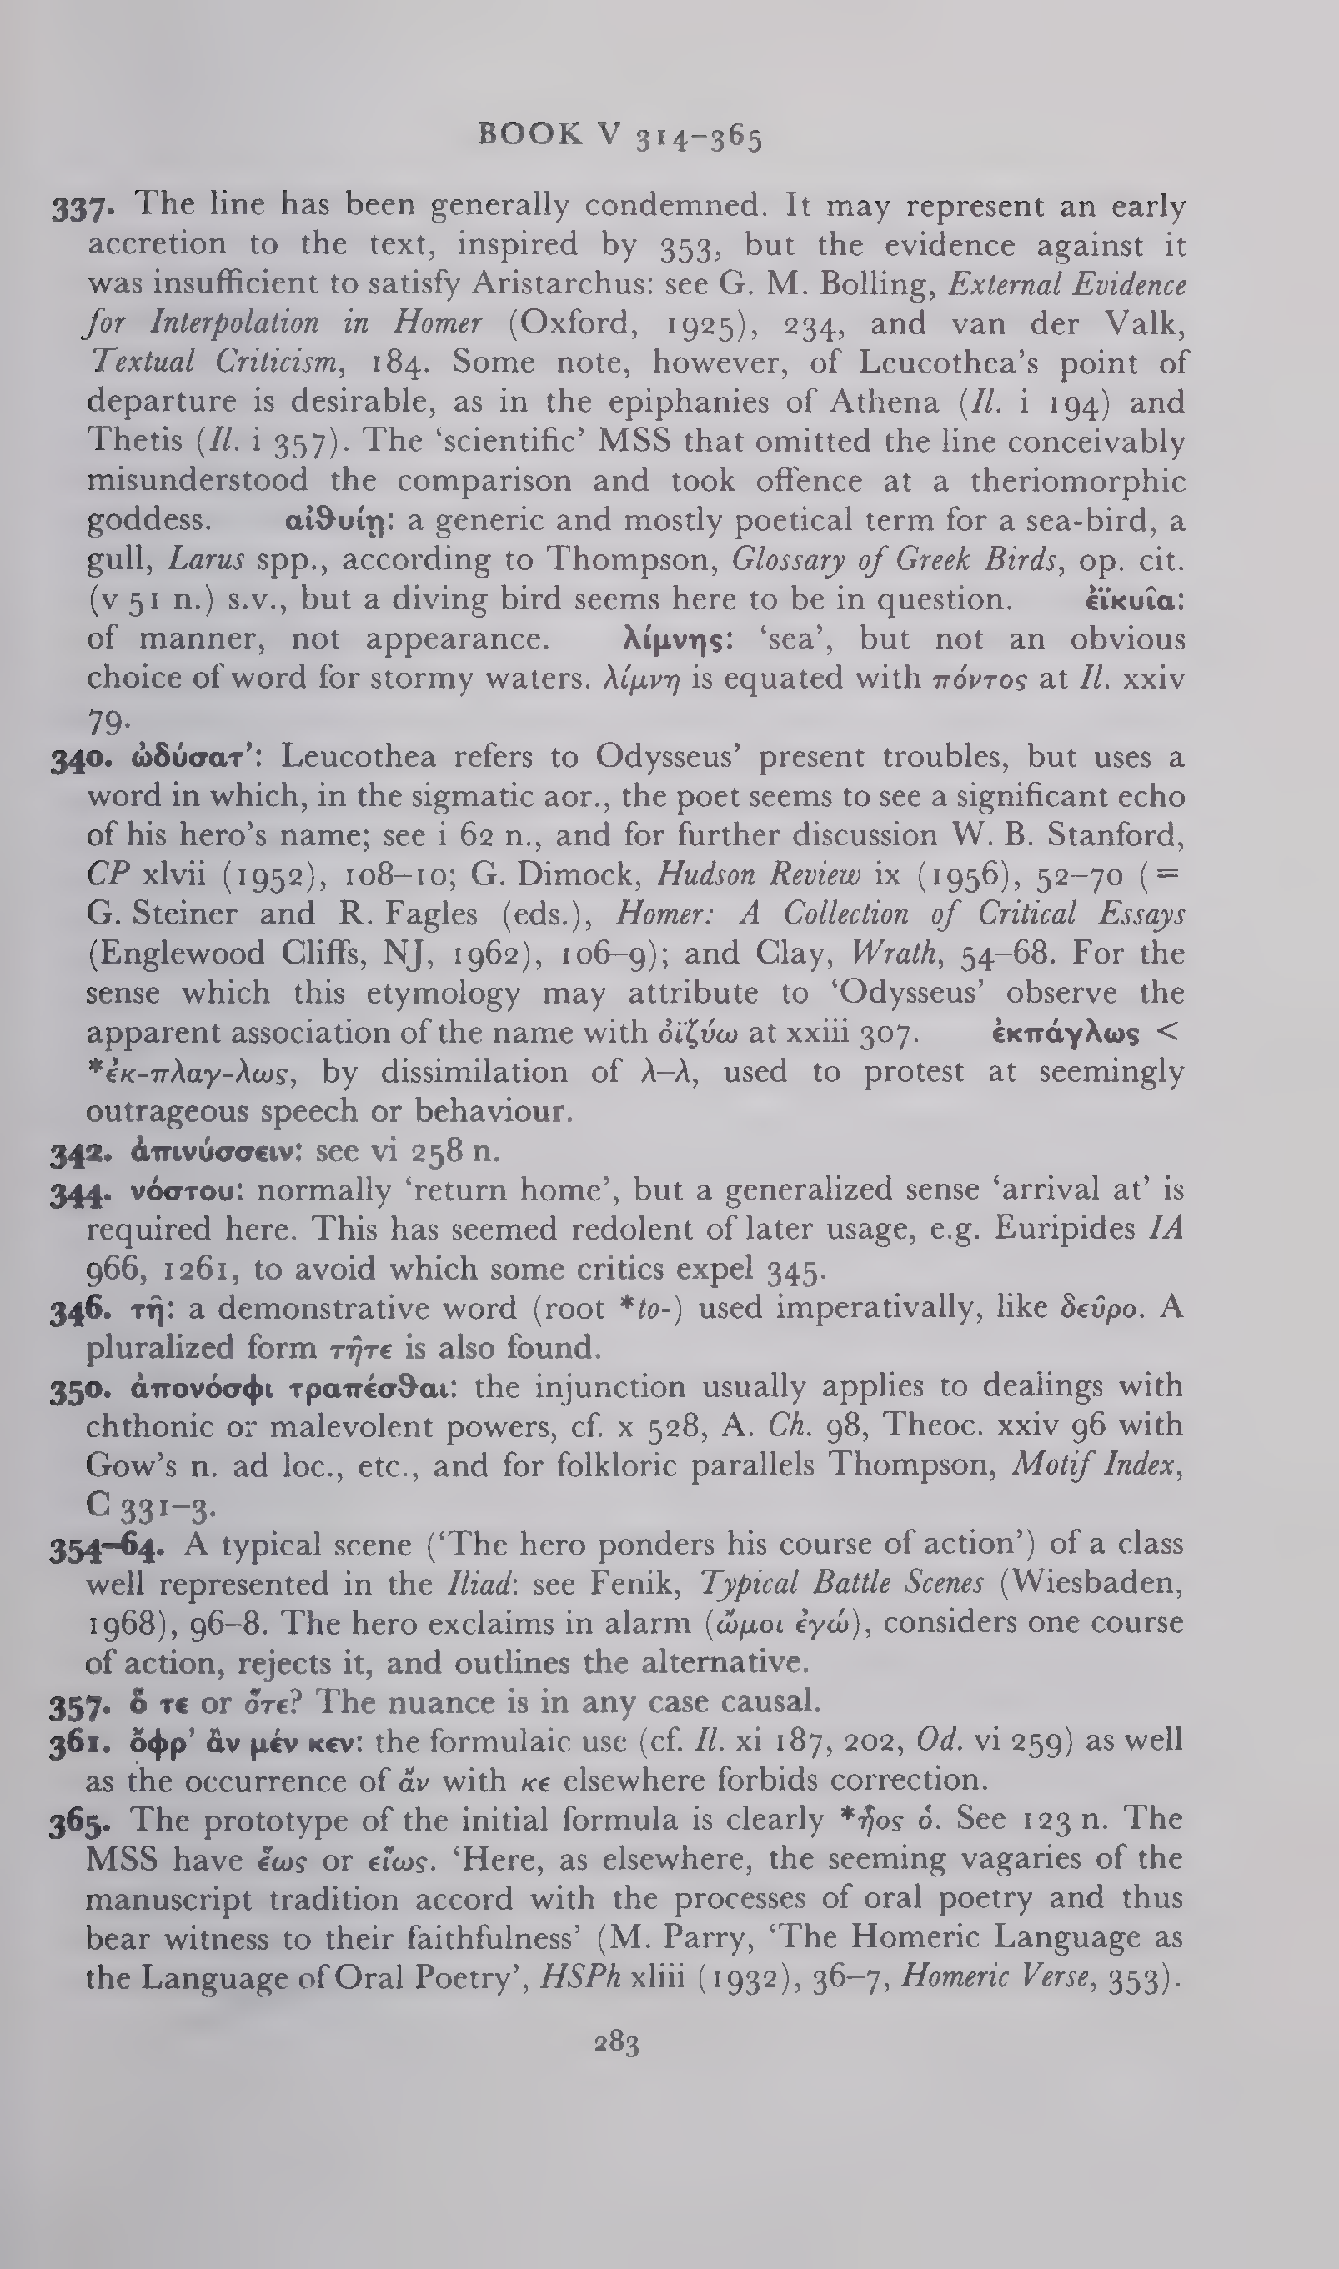 BOOK V 314–365
337. The line has been generally condemned. It may represent an early
accretion to the text, inspired by 353, but the evidence against it
was insufficient to satisfy Aristarchus: see G. M. Bolling, External Evidence
for Interpolation in Homer (Oxford, 1925), 234, and van der Valk,
Textual Criticism, 184. Some note, however, of Leucothea’s point of
departure is desirable, as in the epiphanies of Athena (Il. i 194) and
Thetis (Il. i 357). The ‘scientific’ MSS that omitted the line conceivably
misunderstood the comparison and took offence at a theriomorphic
goddess. αἰθυίῃ: a generic and mostly poetical term for a sea-bird, a
gull, Larus spp., according to Thompson, Glossary of Greek Birds, op. cit.
(v 51 n.) s.v., but a diving bird seems here to be in question. ἐϊκυῖα:
of manner, not appearance. λίμνης: ‘sea’, but not an obvious
choice of word for stormy waters. λίμνη is equated with πόντος at Il. xxiv
79.
340. ὠδύσατ’: Leucothea refers to Odysseus’ present troubles, but uses a
word in which, in the sigmatic aor., the poet seems to see a significant echo
of his hero’s name; see i 62 n., and for further discussion W. B. Stanford,
CP xlvii (1952), 108–10; G. Dimock, Hudson Review ix (1956), 52–70 (=
G. Steiner and R. Fagles (eds.), Homer: A Collection of Critical Essays
(Englewood Cliffs, NJ, 1962), 106–9); and Clay, Wrath, 54–68. For the
sense which this etymology may attribute to ‘Odysseus’ observe the
apparent association of the name with ὀϊζύω at xxiii 307. ἐκπάγλως <
*ἐκ-πλαγ-λως, by dissimilation of λ–λ, used to protest at seemingly
outrageous speech or behaviour.
342. ἀπινύσσειν: see vi 258 n.
344. νόστου: normally ‘return home’, but a generalized sense ‘arrival at’ is
required here. This has seemed redolent of later usage, e.g. Euripides IA
966, 1261, to avoid which some critics expel 345.
346. τῆ: a demonstrative word (root *to-) used imperativally, like δεῦρο. A
pluralized form τῆτε is also found.
350. ἀπονόσφι τραπέσθαι: the injunction usually applies to dealings with
chthonic or malevolent powers, cf. x 528, A. Ch. 98, Theoc. xxiv 96 with
Gow’s n. ad loc., etc., and for folkloric parallels Thompson, Motif Index,
C 331–3.
354–64. A typical scene (‘The hero ponders his course of action’) of a class
well represented in the Iliad: see Fenik, Typical Battle Scenes (Wiesbaden,
1968), 96–8. The hero exclaims in alarm (ὤμοι ἐγώ), considers one course
of action, rejects it, and outlines the alternative.
357. ὅ τε or ὅτε? The nuance is in any case causal.
361. ὄφρ’ ἂν μέν κεν: the formulaic use (cf. Il. xi 187, 202, Od. vi 259) as well
as the occurrence of ἄν with κε elsewhere forbids correction.
365. The prototype of the initial formula is clearly *ἧος ὁ. See 123 n. The
MSS have ἕως or εἵως. ‘Here, as elsewhere, the seeming vagaries of the
manuscript tradition accord with the processes of oral poetry and thus
bear witness to their faithfulness’ (M. Parry, ‘The Homeric Language as
the Language of Oral Poetry’, HSPh xliii (1932), 36–7, Homeric Verse, 353).
283